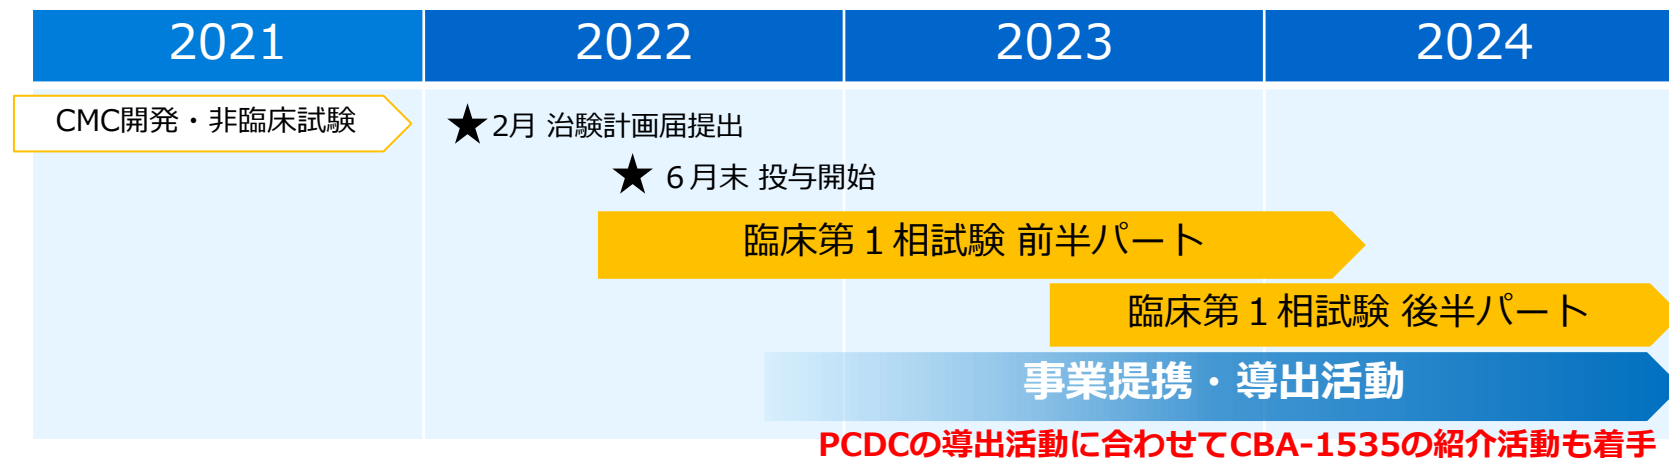 2021 2022 2023 2024
CMC開発・非臨床試験
★2月 治験計画届提出
★ 6月末 投与開始
臨床第1相試験 前半パート
臨床第1相試験 後半パート
事業提携・導出活動
PCDCの導出活動に合わせてCBA-1535の紹介活動も着手